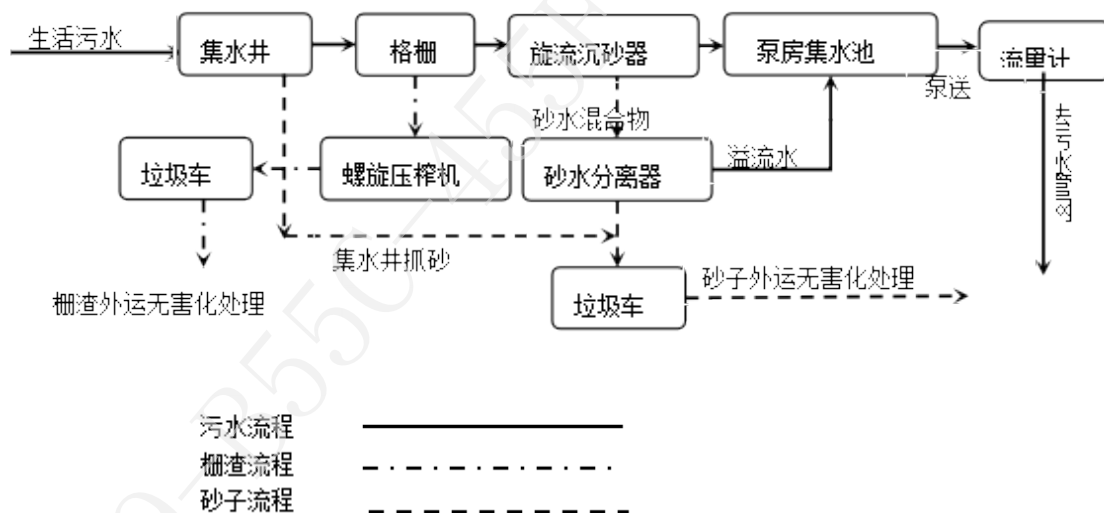 生活污水
集水井
格栅
旋流沉砂器
泵房集水池
流量计
泵送
砂水混合物
垃圾车
螺旋压榨机
砂水分离器
溢流水
集水井抓砂
栅渣外运无害化处理
垃圾车
砂子外运无害化处理
污水流程
栅渣流程
砂子流程